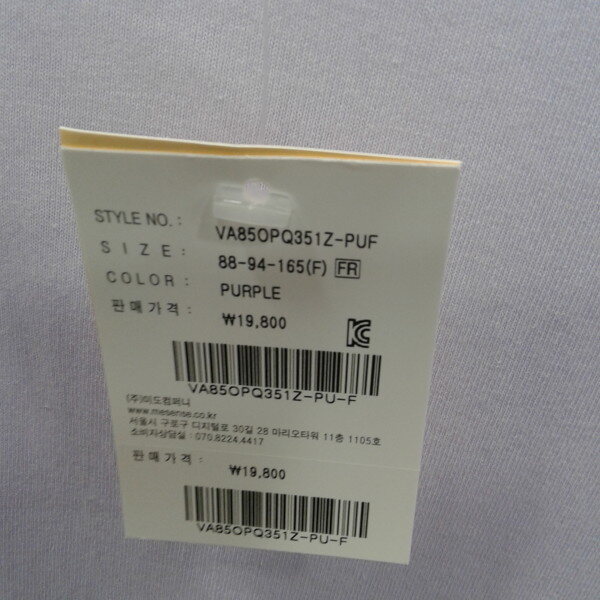 STYLE NO. : VA85OPQ351Z-PUF
SIZE : 88-94-165(F) FR
COLOR : PURPLE
판매가격 : ₩19,800
VA85OPQ351Z-PU-F
(주)미도컴퍼니
www.mesense.co.kr
서울시 구로구 디지털로 30길 28 마리오타워 11층 1105호
소비자상담실 : 070.8224.4417
판매가격 : ₩19,800
VA85OPQ351Z-PU-F